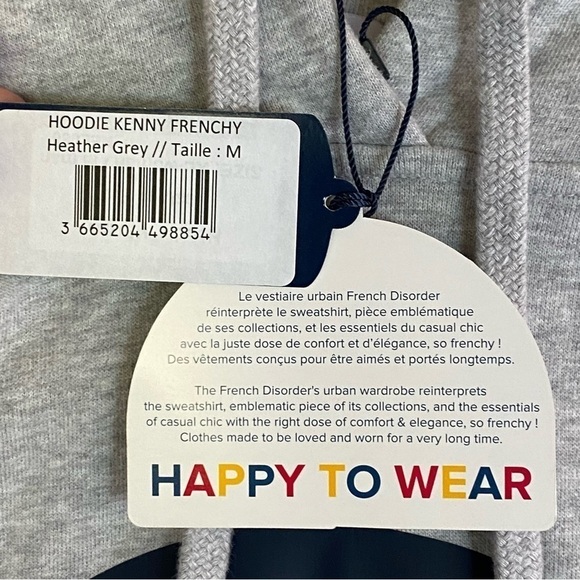 HOODIE KENNY FRENCHY
Heather Grey // Taille : M
3 665204 498854
Le vestiaire urbain French Disorder
réinterprète le sweatshirt, pièce emblématique
de ses collections, et les essentiels du casual chic
avec la juste dose de confort et d'élégance, so frenchy !
Des vêtements conçus pour être aimés et portés longtemps.
The French Disorder's urban wardrobe reinterprets
the sweatshirt, emblematic piece of its collections, and the essentials
of casual chic with the right dose of comfort & elegance, so frenchy !
Clothes made to be loved and worn for a very long time.
HAPPY TO WEAR